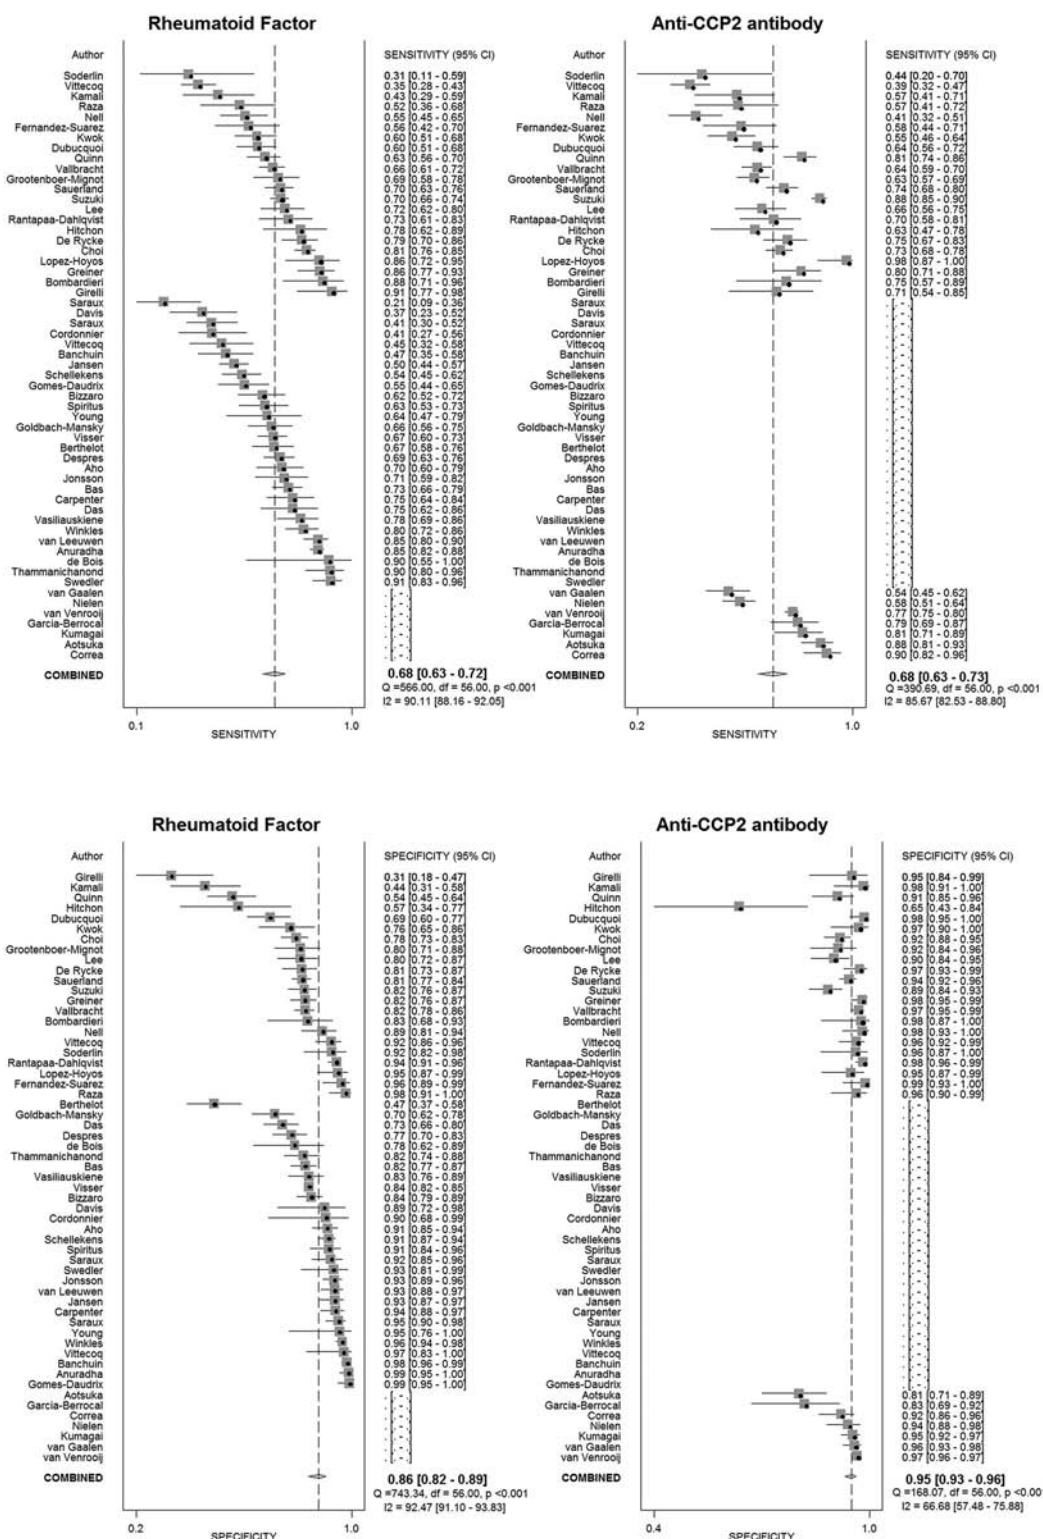 Rheumatoid Factor
Author SENSITIVITY (95% CI)
Soderlin 0.31 [0.11 - 0.59]
Vittecoq 0.35 [0.28 - 0.43]
Kamali 0.43 [0.29 - 0.59]
Raza 0.52 [0.36 - 0.68]
Nell 0.55 [0.45 - 0.65]
Fernandez-Suarez 0.56 [0.42 - 0.70]
Kwok 0.60 [0.51 - 0.68]
Dubucquoi 0.60 [0.51 - 0.68]
Quinn 0.63 [0.56 - 0.70]
Vallbracht 0.66 [0.61 - 0.72]
Grootenboer-Mignot 0.69 [0.58 - 0.78]
Sauerland 0.70 [0.63 - 0.76]
Suzuki 0.70 [0.66 - 0.74]
Lee 0.72 [0.62 - 0.80]
Rantapaa-Dahlqvist 0.73 [0.61 - 0.83]
Hitchon 0.78 [0.62 - 0.89]
De Rycke 0.79 [0.70 - 0.86]
Choi 0.81 [0.76 - 0.85]
Lopez-Hoyos 0.86 [0.72 - 0.95]
Greiner 0.86 [0.77 - 0.93]
Bombardieri 0.88 [0.71 - 0.96]
Girelli 0.91 [0.77 - 0.98]
Saraux 0.21 [0.09 - 0.36]
Davis 0.37 [0.23 - 0.52]
Saraux 0.41 [0.30 - 0.52]
Cordonnier 0.41 [0.27 - 0.56]
Vittecoq 0.45 [0.32 - 0.58]
Banchuin 0.47 [0.35 - 0.58]
Jansen 0.50 [0.44 - 0.57]
Schellekens 0.54 [0.45 - 0.62]
Gomes-Daudrix 0.55 [0.44 - 0.65]
Bizzaro 0.62 [0.52 - 0.72]
Spiritus 0.63 [0.53 - 0.73]
Young 0.64 [0.47 - 0.79]
Goldbach-Mansky 0.66 [0.56 - 0.75]
Visser 0.67 [0.60 - 0.73]
Berthelot 0.67 [0.58 - 0.76]
Despres 0.69 [0.63 - 0.76]
Aho 0.70 [0.60 - 0.79]
Jonsson 0.71 [0.59 - 0.82]
Bas 0.73 [0.66 - 0.79]
Carpenter 0.75 [0.64 - 0.84]
Das 0.75 [0.62 - 0.86]
Vasiliauskiene 0.78 [0.69 - 0.86]
Winkles 0.80 [0.72 - 0.86]
van Leeuwen 0.85 [0.80 - 0.90]
Anuradha 0.85 [0.82 - 0.88]
de Bois 0.90 [0.55 - 1.00]
Thammanichanond 0.90 [0.80 - 0.96]
Swedler 0.91 [0.83 - 0.96]
van Gaalen
Nielen
van Venrooij
Garcia-Berrocal
Kumagai
Aotsuka
Correa
COMBINED 0.68 [0.63 - 0.72]
Q =566.00, df = 56.00, p <0.001
I2 = 90.11 [88.16 - 92.05]
0.1 1.0
SENSITIVITY
Anti-CCP2 antibody
Author SENSITIVITY (95% CI)
Soderlin 0.44 [0.20 - 0.70]
Vittecoq 0.39 [0.32 - 0.47]
Kamali 0.57 [0.41 - 0.71]
Raza 0.57 [0.41 - 0.72]
Nell 0.41 [0.32 - 0.51]
Fernandez-Suarez 0.58 [0.44 - 0.71]
Kwok 0.55 [0.46 - 0.64]
Dubucquoi 0.64 [0.56 - 0.72]
Quinn 0.81 [0.74 - 0.86]
Vallbracht 0.64 [0.59 - 0.70]
Grootenboer-Mignot 0.63 [0.57 - 0.69]
Sauerland 0.74 [0.68 - 0.80]
Suzuki 0.88 [0.85 - 0.90]
Lee 0.66 [0.56 - 0.75]
Rantapaa-Dahlqvist 0.70 [0.58 - 0.81]
Hitchon 0.63 [0.47 - 0.78]
De Rycke 0.75 [0.67 - 0.83]
Choi 0.73 [0.68 - 0.78]
Lopez-Hoyos 0.98 [0.87 - 1.00]
Greiner 0.80 [0.71 - 0.88]
Bombardieri 0.75 [0.57 - 0.89]
Girelli 0.71 [0.54 - 0.85]
Saraux
Davis
Saraux
Cordonnier
Vittecoq
Banchuin
Jansen
Schellekens
Gomes-Daudrix
Bizzaro
Spiritus
Young
Goldbach-Mansky
Visser
Berthelot
Despres
Aho
Jonsson
Bas
Carpenter
Das
Vasiliauskiene
Winkles
van Leeuwen
Anuradha
de Bois
Thammanichanond
Swedler
van Gaalen 0.54 [0.45 - 0.62]
Nielen 0.58 [0.51 - 0.64]
van Venrooij 0.77 [0.75 - 0.80]
Garcia-Berrocal 0.79 [0.69 - 0.87]
Kumagai 0.81 [0.71 - 0.89]
Aotsuka 0.88 [0.81 - 0.93]
Correa 0.90 [0.82 - 0.96]
COMBINED 0.68 [0.63 - 0.73]
Q =390.69, df = 56.00, p <0.001
I2 = 85.67 [82.53 - 88.80]
0.2 1.0
SENSITIVITY
Rheumatoid Factor
Author SPECIFICITY (95% CI)
Girelli 0.31 [0.18 - 0.47]
Kamali 0.44 [0.31 - 0.58]
Quinn 0.54 [0.45 - 0.64]
Hitchon 0.57 [0.34 - 0.77]
Dubucquoi 0.69 [0.60 - 0.77]
Kwok 0.76 [0.65 - 0.86]
Choi 0.78 [0.73 - 0.83]
Grootenboer-Mignot 0.80 [0.71 - 0.88]
Lee 0.80 [0.72 - 0.87]
De Rycke 0.81 [0.73 - 0.87]
Sauerland 0.81 [0.77 - 0.84]
Suzuki 0.82 [0.76 - 0.87]
Greiner 0.82 [0.76 - 0.87]
Vallbracht 0.82 [0.78 - 0.86]
Bombardieri 0.83 [0.68 - 0.93]
Nell 0.89 [0.81 - 0.94]
Vittecoq 0.92 [0.86 - 0.96]
Soderlin 0.92 [0.82 - 0.98]
Rantapaa-Dahlqvist 0.94 [0.91 - 0.96]
Lopez-Hoyos 0.95 [0.87 - 0.99]
Fernandez-Suarez 0.96 [0.89 - 0.99]
Raza 0.98 [0.91 - 1.00]
Berthelot 0.47 [0.37 - 0.58]
Goldbach-Mansky 0.70 [0.62 - 0.78]
Das 0.73 [0.66 - 0.80]
Despres 0.77 [0.70 - 0.83]
de Bois 0.78 [0.62 - 0.89]
Thammanichanond 0.82 [0.74 - 0.88]
Bas 0.82 [0.77 - 0.87]
Vasiliauskiene 0.83 [0.76 - 0.89]
Visser 0.84 [0.82 - 0.85]
Bizzaro 0.84 [0.79 - 0.89]
Davis 0.89 [0.72 - 0.98]
Cordonnier 0.90 [0.68 - 0.99]
Aho 0.91 [0.85 - 0.94]
Schellekens 0.91 [0.87 - 0.94]
Spiritus 0.91 [0.84 - 0.96]
Saraux 0.92 [0.85 - 0.96]
Swedler 0.93 [0.81 - 0.99]
Jonsson 0.93 [0.89 - 0.96]
van Leeuwen 0.93 [0.88 - 0.97]
Jansen 0.93 [0.87 - 0.97]
Carpenter 0.94 [0.88 - 0.97]
Saraux 0.95 [0.90 - 0.98]
Young 0.95 [0.76 - 1.00]
Winkles 0.96 [0.94 - 0.98]
Vittecoq 0.97 [0.83 - 1.00]
Banchuin 0.98 [0.96 - 0.99]
Anuradha 0.99 [0.95 - 1.00]
Gomes-Daudrix 0.99 [0.95 - 1.00]
Aotsuka
Garcia-Berrocal
Correa
Nielen
Kumagai
van Gaalen
van Venrooij
COMBINED 0.86 [0.82 - 0.89]
Q =743.34, df = 56.00, p <0.001
I2 = 92.47 [91.10 - 93.83]
0.2 1.0
SPECIFICITY
Anti-CCP2 antibody
Author SPECIFICITY (95% CI)
Girelli 0.95 [0.84 - 0.99]
Kamali 0.98 [0.91 - 1.00]
Quinn 0.91 [0.85 - 0.96]
Hitchon 0.65 [0.43 - 0.84]
Dubucquoi 0.98 [0.95 - 1.00]
Kwok 0.97 [0.90 - 1.00]
Choi 0.92 [0.88 - 0.95]
Grootenboer-Mignot 0.92 [0.84 - 0.96]
Lee 0.90 [0.84 - 0.95]
De Rycke 0.97 [0.93 - 0.99]
Sauerland 0.94 [0.92 - 0.96]
Suzuki 0.89 [0.84 - 0.93]
Greiner 0.98 [0.95 - 0.99]
Vallbracht 0.97 [0.95 - 0.99]
Bombardieri 0.98 [0.87 - 1.00]
Nell 0.98 [0.93 - 1.00]
Vittecoq 0.96 [0.92 - 0.99]
Soderlin 0.96 [0.87 - 1.00]
Rantapaa-Dahlqvist 0.98 [0.96 - 0.99]
Lopez-Hoyos 0.95 [0.87 - 0.99]
Fernandez-Suarez 0.99 [0.93 - 1.00]
Raza 0.96 [0.90 - 0.99]
Berthelot
Goldbach-Mansky
Das
Despres
de Bois
Thammanichanond
Bas
Vasiliauskiene
Visser
Bizzaro
Davis
Cordonnier
Aho
Schellekens
Spiritus
Saraux
Swedler
Jonsson
van Leeuwen
Jansen
Carpenter
Saraux
Young
Winkles
Vittecoq
Banchuin
Anuradha
Gomes-Daudrix
Aotsuka 0.81 [0.71 - 0.89]
Garcia-Berrocal 0.83 [0.69 - 0.92]
Correa 0.92 [0.86 - 0.96]
Nielen 0.94 [0.88 - 0.98]
Kumagai 0.95 [0.92 - 0.97]
van Gaalen 0.96 [0.93 - 0.98]
van Venrooij 0.97 [0.96 - 0.97]
COMBINED 0.95 [0.93 - 0.96]
Q =168.07, df = 56.00, p <0.00
I2 = 66.68 [57.48 - 75.88]
0.4 1.0
SPECIFICITY